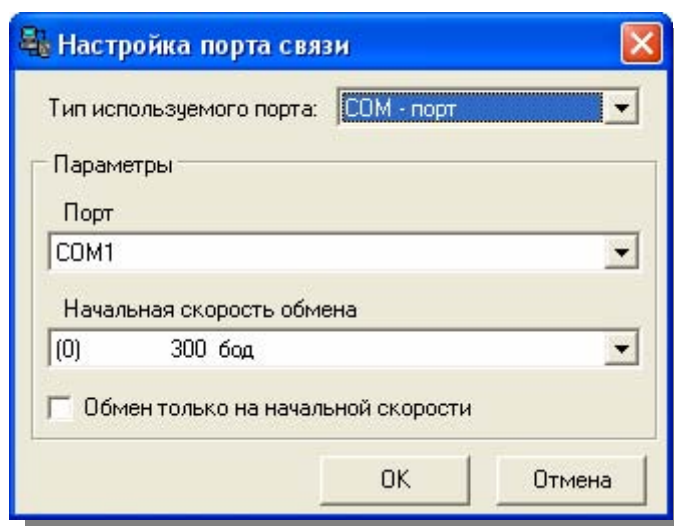 Настройка порта связи
Тип используемого порта: COM - порт
Параметры
Порт
COM1
Начальная скорость обмена
(0) 300 бод
Обмен только на начальной скорости
OK Отмена